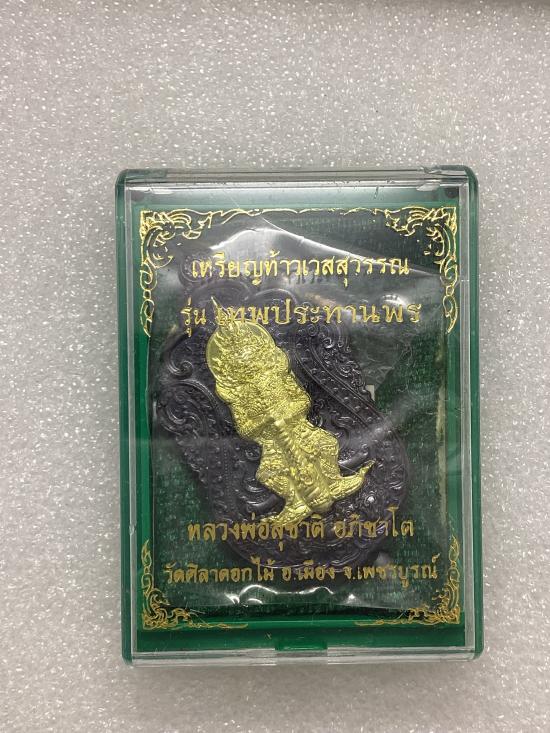 เหรียญท้าวเวสสุวรรณ
รุ่น เทพประทานพร
หลวงพ่อสุชาติ อภิชาโต
วัดศิลาดอกไม้ อ.เมือง จ.เพชรบูรณ์